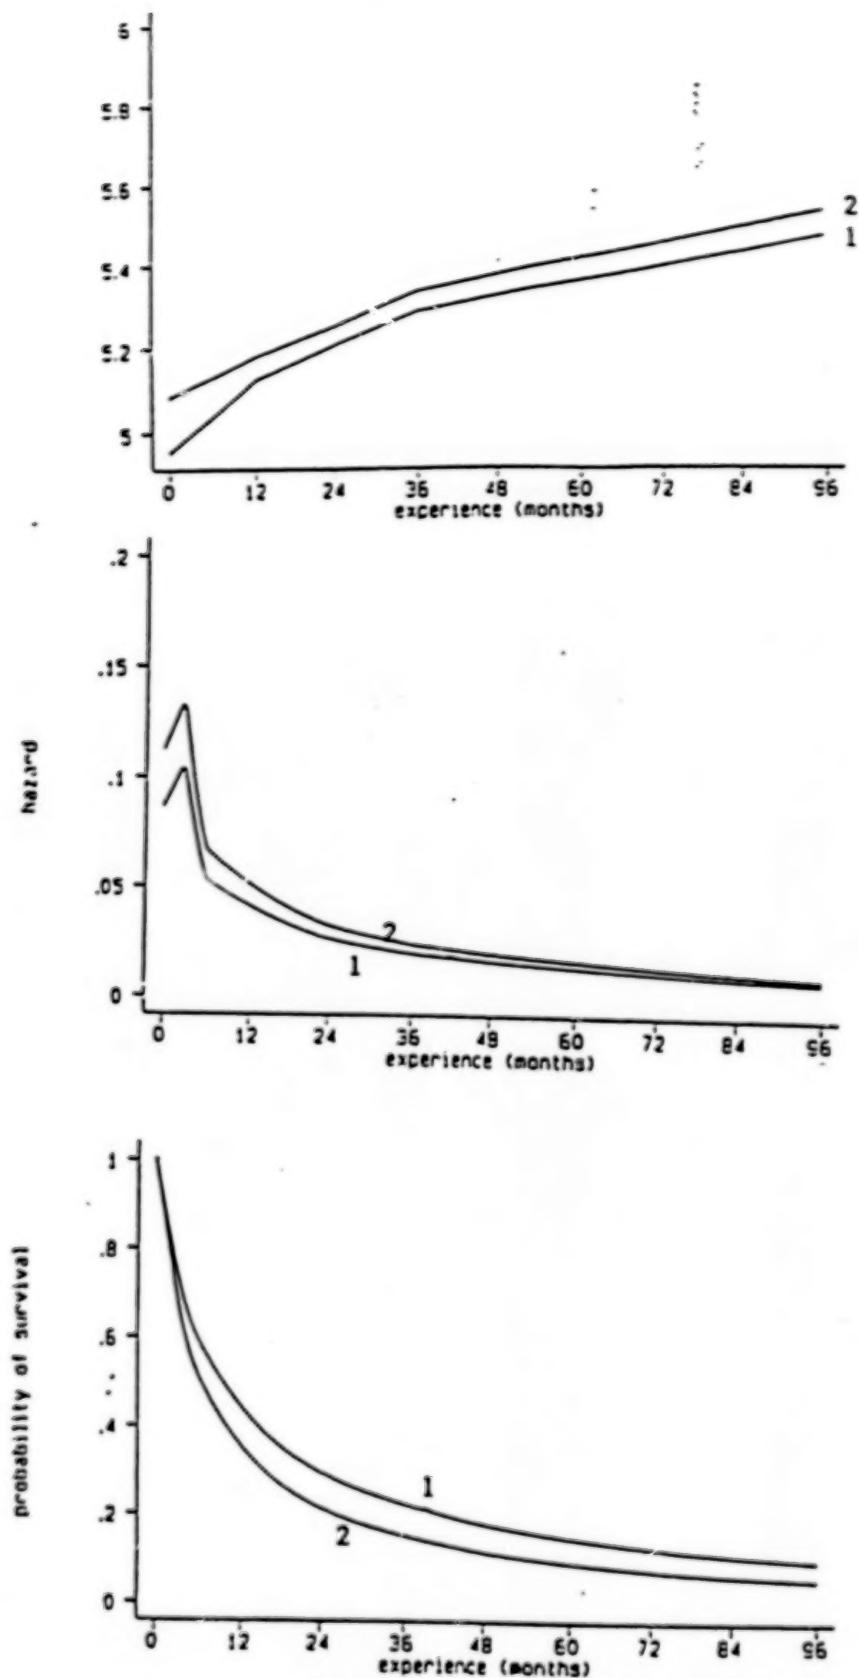 6
5.8
5.6
2
1
5.4
5.2
5
0 12 24 36 48 60 72 84 96
experience (months)
.2
.15
hazard
.1
.05
2
1
0
0 12 24 36 48 60 72 84 96
experience (months)
1
.8
probability of survival
.6
.4
1
.2
2
0
0 12 24 36 48 60 72 84 96
experience (months)